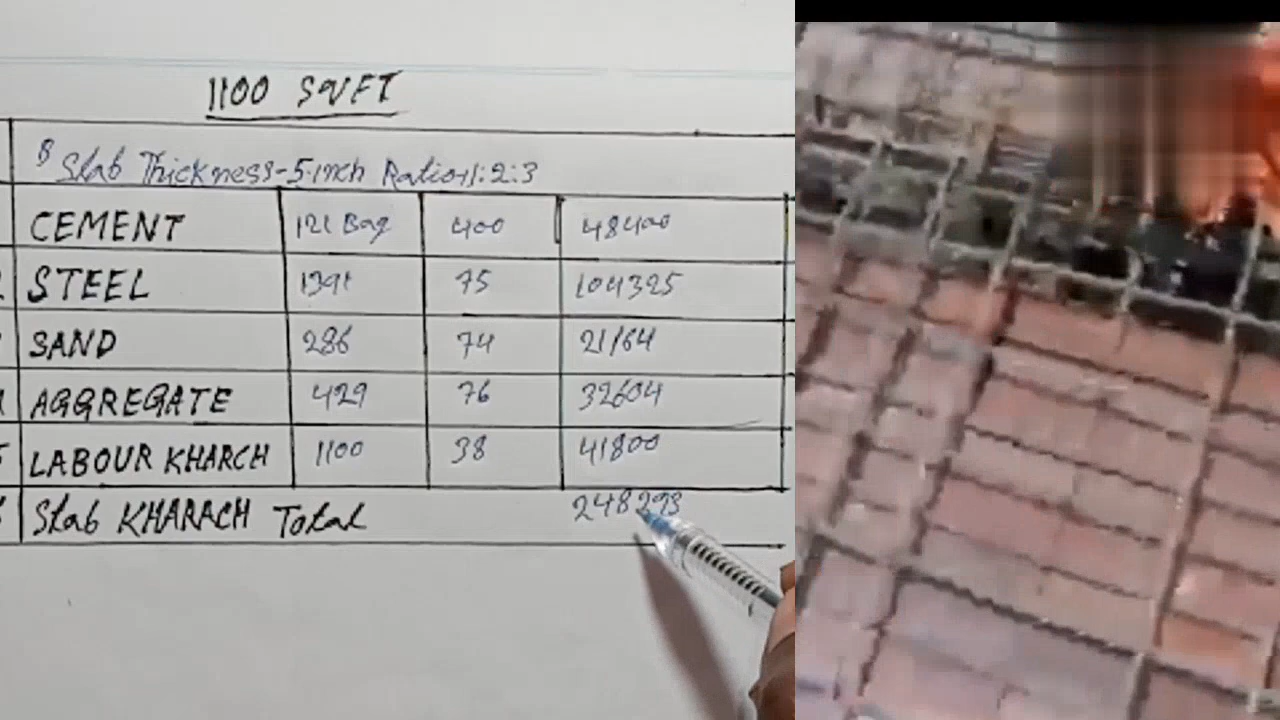 1100 SQFT
Slab Thickness-5.inch Ratio-1:2:3
CEMENT 121 Bag 400 48400
STEEL 1391 75 104325
SAND 286 74 21164
AGGREGATE 429 76 32604
LABOUR KHARCH 1100 38 41800
Slab KHARACH Total 248293